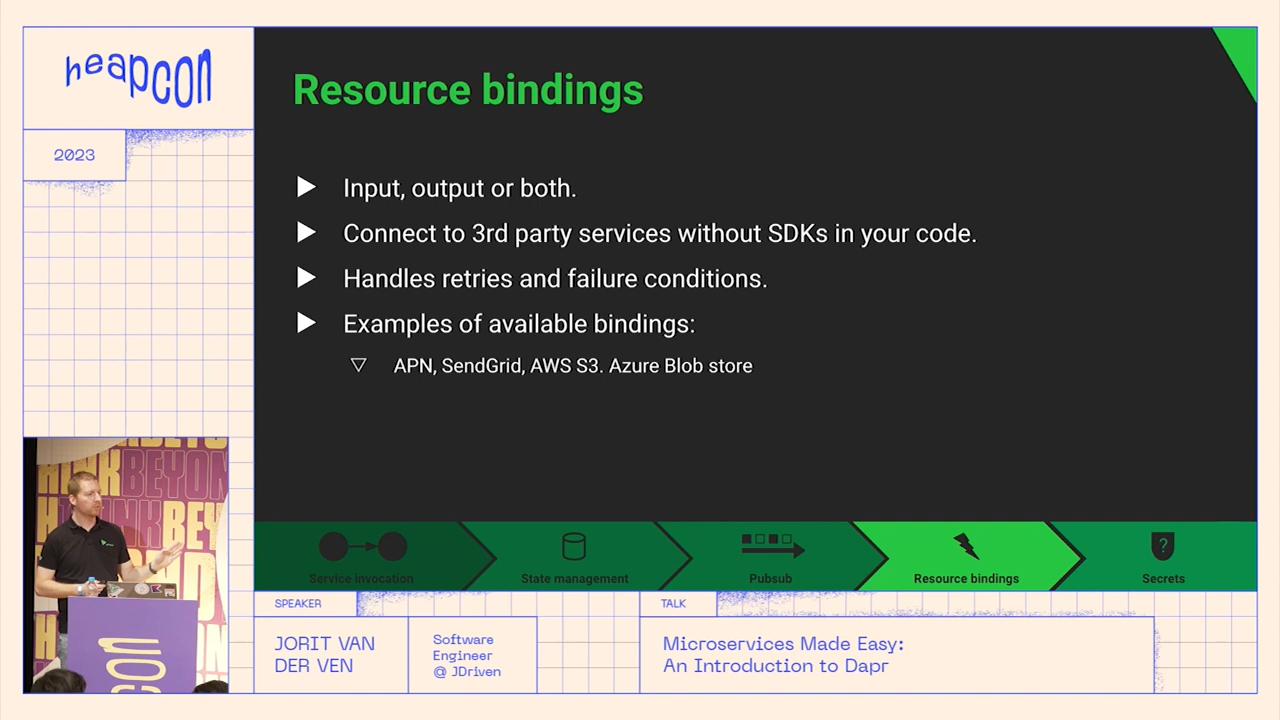 heapcon
2023
Resource bindings
Input, output or both.
Connect to 3rd party services without SDKs in your code.
Handles retries and failure conditions.
Examples of available bindings:
APN, SendGrid, AWS S3. Azure Blob store
Service invocation
State management
Pubsub
Resource bindings
?
Secrets
SPEAKER
JORIT VAN
DER VEN
Software
Engineer
@ JDriven
TALK
Microservices Made Easy:
An Introduction to Dapr
BEYON
THINKBEY
con